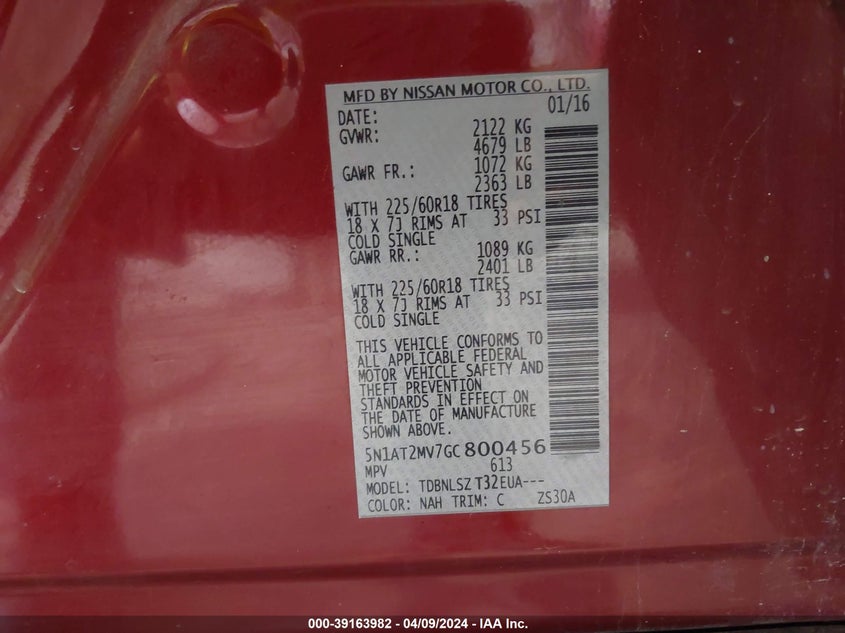 MFD BY NISSAN MOTOR CO., LTD.
DATE: 01/16
GVWR: 2122 KG
4679 LB
GAWR FR.: 1072 KG
2363 LB
WITH 225/60R18 TIRES
18 X 7J RIMS AT 33 PSI
COLD SINGLE
GAWR RR.: 1089 KG
2401 LB
WITH 225/60R18 TIRES
18 X 7J RIMS AT 33 PSI
COLD SINGLE
THIS VEHICLE CONFORMS TO
ALL APPLICABLE FEDERAL
MOTOR VEHICLE SAFETY AND
THEFT PREVENTION
STANDARDS IN EFFECT ON
THE DATE OF MANUFACTURE
SHOWN ABOVE.
5N1AT2MV7GC800456
MPV 613
MODEL: TDBNLSZ T32EUA---
COLOR: NAH TRIM: C ZS30A
000-39163982 - 04/09/2024 - IAA Inc.